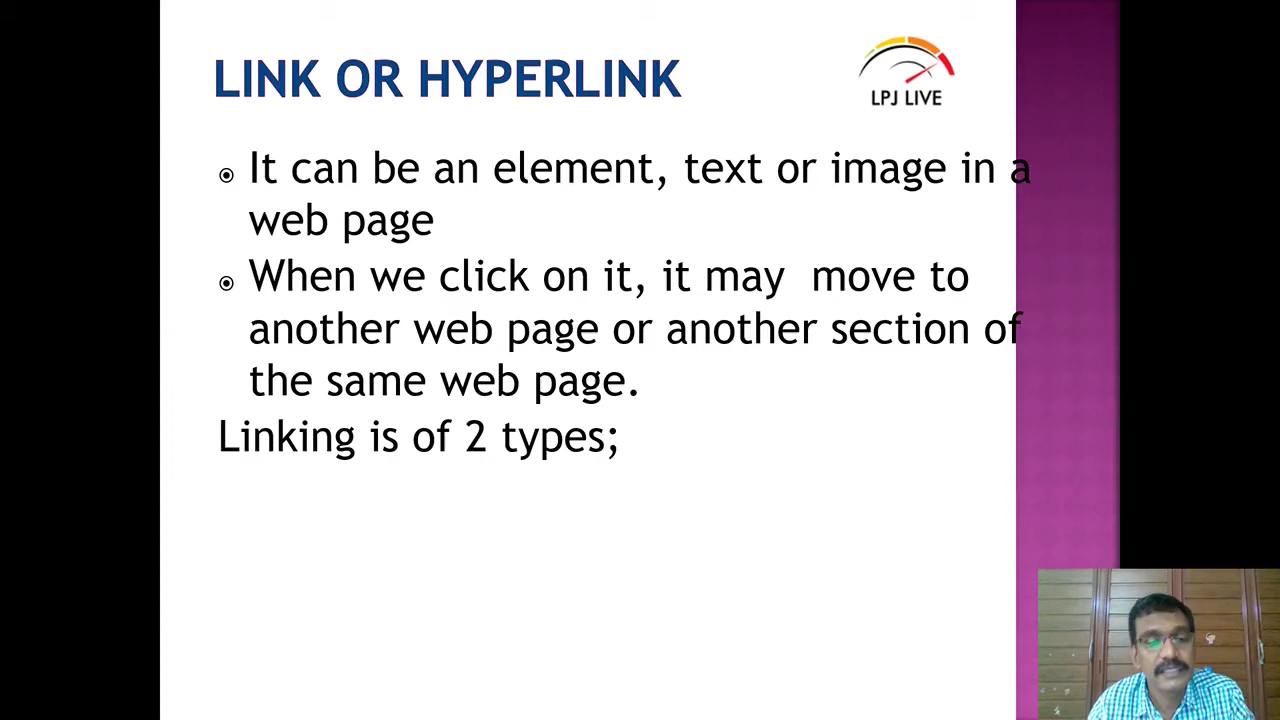 LINK OR HYPERLINK
LPJ LIVE
It can be an element, text or image in a
web page
When we click on it, it may  move to
another web page or another section of
the same web page.
Linking is of 2 types;